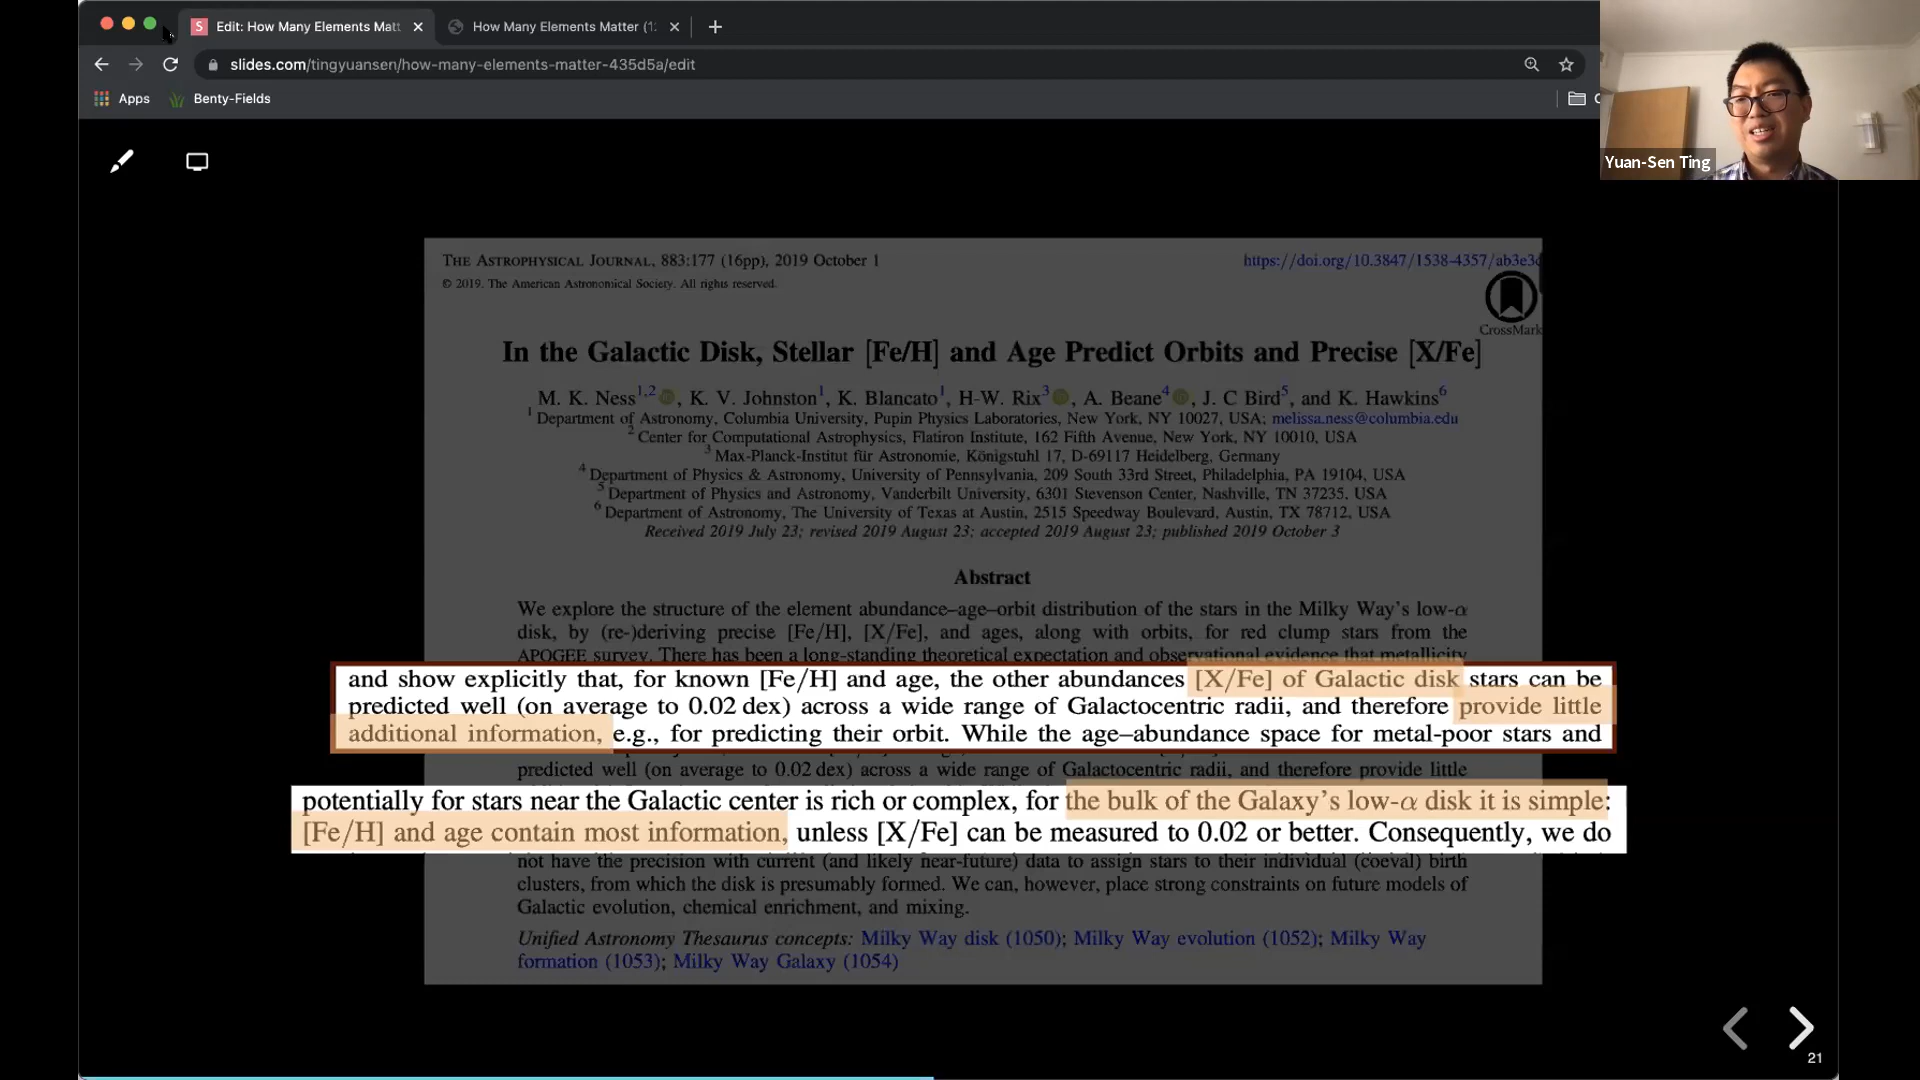 Edit: How Many Elements Matt
How Many Elements Matter (1
slides.com/tingyuansen/how-many-elements-matter-435d5a/edit
Apps
Benty-Fields
Yuan-Sen Ting
THE ASTROPHYSICAL JOURNAL, 883:177 (16pp), 2019 October 1
https://doi.org/10.3847/1538-4357/ab3e3c
© 2019. The American Astronomical Society. All rights reserved.
CrossMark
In the Galactic Disk, Stellar [Fe/H] and Age Predict Orbits and Precise [X/Fe]
M. K. Ness1,2, K. V. Johnston1, K. Blancato1, H-W. Rix3, A. Beane4, J. C Bird5, and K. Hawkins6
1 Department of Astronomy, Columbia University, Pupin Physics Laboratories, New York, NY 10027, USA; melissa.ness@columbia.edu
2 Center for Computational Astrophysics, Flatiron Institute, 162 Fifth Avenue, New York, NY 10010, USA
3 Max-Planck-Institut für Astronomie, Königstuhl 17, D-69117 Heidelberg, Germany
4 Department of Physics & Astronomy, University of Pennsylvania, 209 South 33rd Street, Philadelphia, PA 19104, USA
5 Department of Physics and Astronomy, Vanderbilt University, 6301 Stevenson Center, Nashville, TN 37235, USA
6 Department of Astronomy, The University of Texas at Austin, 2515 Speedway Boulevard, Austin, TX 78712, USA
Received 2019 July 23; revised 2019 August 23; accepted 2019 August 23; published 2019 October 3
Abstract
We explore the structure of the element abundance–age–orbit distribution of the stars in the Milky Way's low-α
disk, by (re-)deriving precise [Fe/H], [X/Fe], and ages, along with orbits, for red clump stars from the
APOGEE survey. There has been a long-standing theoretical expectation and observational evidence that metallicity
and show explicitly that, for known [Fe/H] and age, the other abundances [X/Fe] of Galactic disk stars can be
predicted well (on average to 0.02 dex) across a wide range of Galactocentric radii, and therefore provide little
additional information, e.g., for predicting their orbit. While the age–abundance space for metal-poor stars and
predicted well (on average to 0.02 dex) across a wide range of Galactocentric radii, and therefore provide little
potentially for stars near the Galactic center is rich or complex, for the bulk of the Galaxy's low-α disk it is simple:
[Fe/H] and age contain most information, unless [X/Fe] can be measured to 0.02 or better. Consequently, we do
not have the precision with current (and likely near-future) data to assign stars to their individual (coeval) birth
clusters, from which the disk is presumably formed. We can, however, place strong constraints on future models of
Galactic evolution, chemical enrichment, and mixing.
Unified Astronomy Thesaurus concepts: Milky Way disk (1050); Milky Way evolution (1052); Milky Way
formation (1053); Milky Way Galaxy (1054)
21